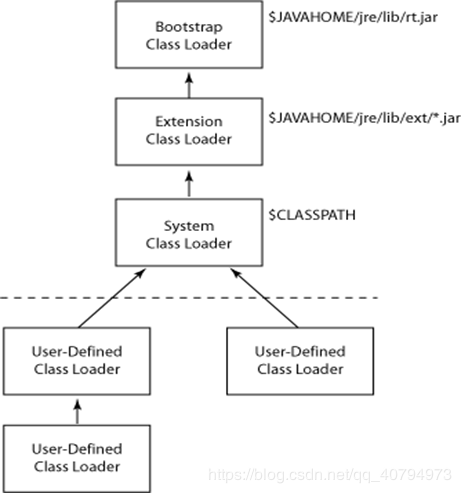 Bootstrap
Class Loader
$JAVAHOME/jre/lib/rt.jar
Extension
Class Loader
$JAVAHOME/jre/lib/ext/*.jar
System
Class Loader
$CLASSPATH
User-Defined
Class Loader
User-Defined
Class Loader
User-Defined
Class Loader
https://blog.csdn.net/qq_40794973